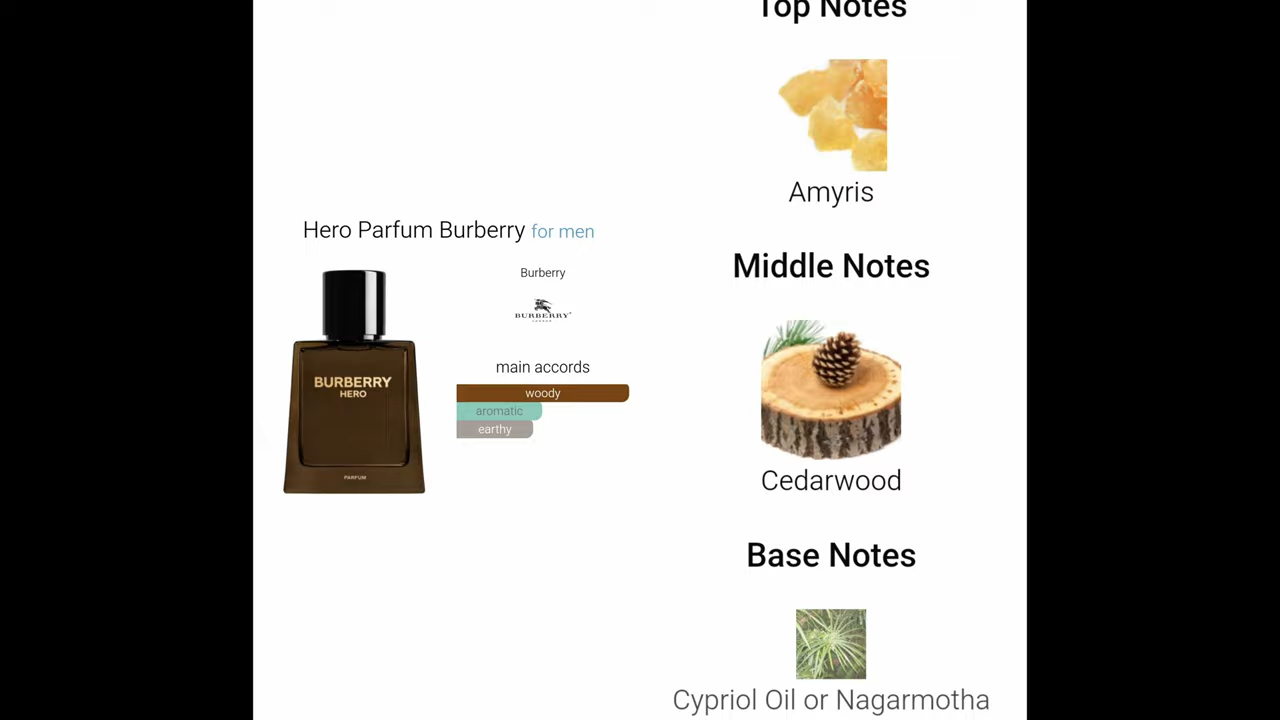 Top Notes
Amyris
Hero Parfum Burberry for men
Burberry
BURBERRY
main accords
woody
aromatic
earthy
BURBERRY
HERO
PARFUM
Middle Notes
Cedarwood
Base Notes
Cypriol Oil or Nagarmotha